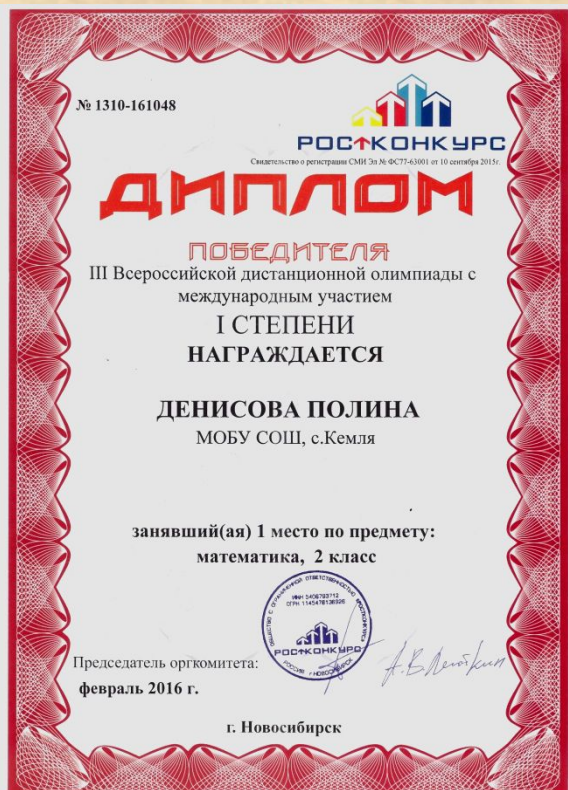 № 1310-161048
РОСТКОНКУРС
Свидетельство о регистрации СМИ Эл № ФС77-63001 от 10 сентября 2015г.
ДИПЛОМ
ПОБЕДИТЕЛЯ
III Всероссийской дистанционной олимпиады с
международным участием
I СТЕПЕНИ
НАГРАЖДАЕТСЯ
ДЕНИСОВА ПОЛИНА
МОБУ СОШ, с.Кемля
занявший(ая) 1 место по предмету:
математика, 2 класс
РОСТКОНКУРС
Председатель оргкомитета:
февраль 2016 г.
г. Новосибирск